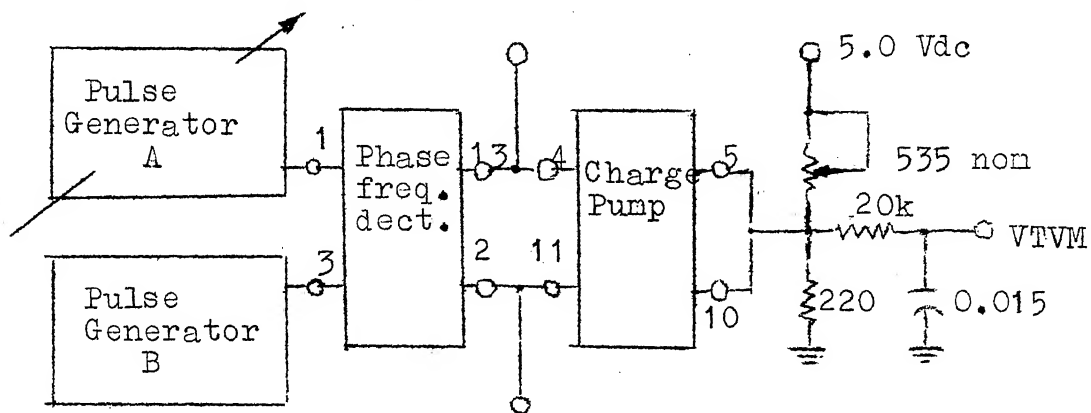 Pulse
Generator
A
1
Phase
freq.
dect.
13
4
Charge
Pump
5
5.0 Vdc
535 nom
20k
VTVM
Pulse
Generator
B
3
2
11
10
220
0.015